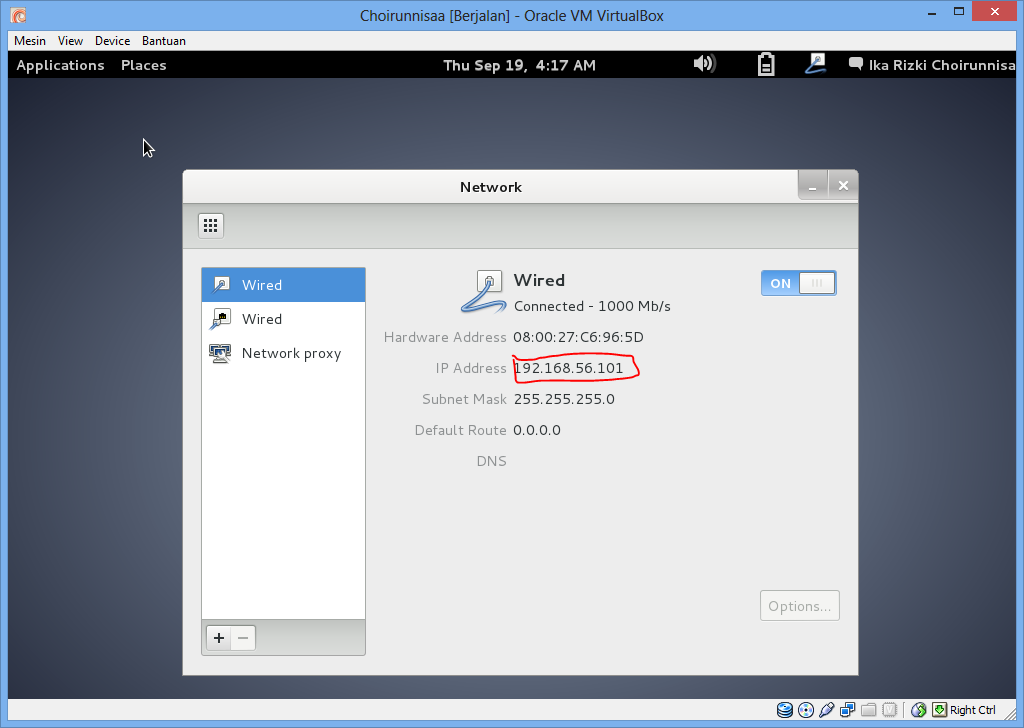 Choirunnisaa [Berjalan] - Oracle VM VirtualBox
Mesin View Device Bantuan
Applications Places Thu Sep 19, 4:17 AM Ika Rizki Choirunnisa
Network
Wired
Wired
Network proxy
Wired
Connected - 1000 Mb/s
ON
Hardware Address 08:00:27:C6:96:5D
IP Address 192.168.56.101
Subnet Mask 255.255.255.0
Default Route 0.0.0.0
DNS
Options...
Right Ctrl